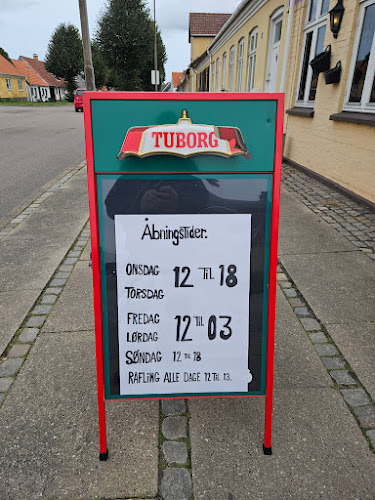 TUBORG
Åbningstider.
ONSDAG 12 Til 18
TORSDAG
FREDAG 12 Til 03
LØRDAG
SØNDAG 12 Til 18
RAFLING ALLE DAGE 12 Til 13.